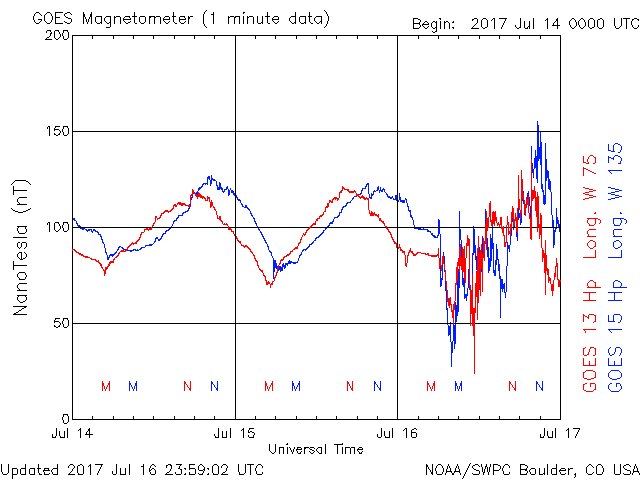 GOES Magnetometer (1 minute data)
Begin: 2017 Jul 14 0000 UTC
200
150
100
50
0
NanoTesla (nT)
GOES 13 Hp Long. W 75
GOES 15 Hp Long. W 135
M M N N M M N N M M N N
Jul 14 Jul 15 Jul 16 Jul 17
Universal Time
Updated 2017 Jul 16 23:59:02 UTC
NOAA/SWPC Boulder, CO USA